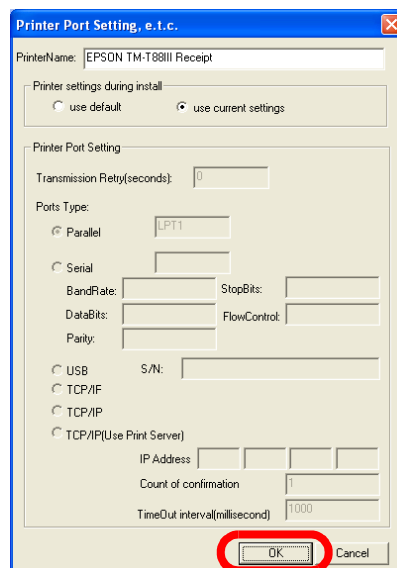 Printer Port Setting, e.t.c.
PrinterName: EPSON TM-T88III Receipt
Printer settings during install
use default use current settings
Printer Port Setting
Transmission Retry(seconds): 0
Ports Type:
Parallel LPT1
Serial
BandRate: StopBits:
DataBits: FlowControl:
Parity:
USB S/N:
TCP/IF
TCP/IP
TCP/IP(Use Print Server)
IP Address
Count of confirmation 1
TimeOut interval(millisecond) 1000
OK Cancel